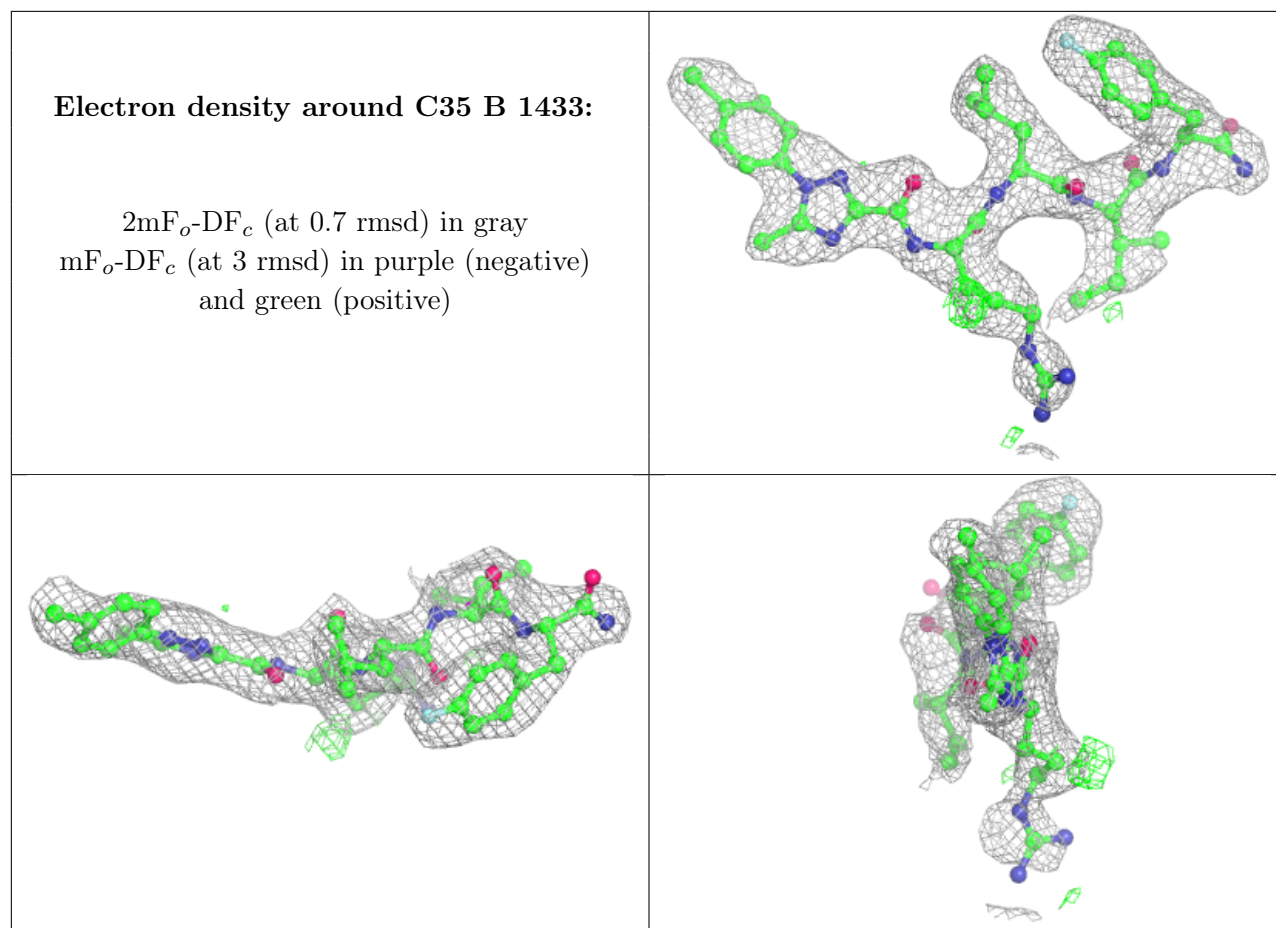 Electron density around C35 B 1433:
2mFo-DFc (at 0.7 rmsd) in gray
mFo-DFc (at 3 rmsd) in purple (negative)
and green (positive)